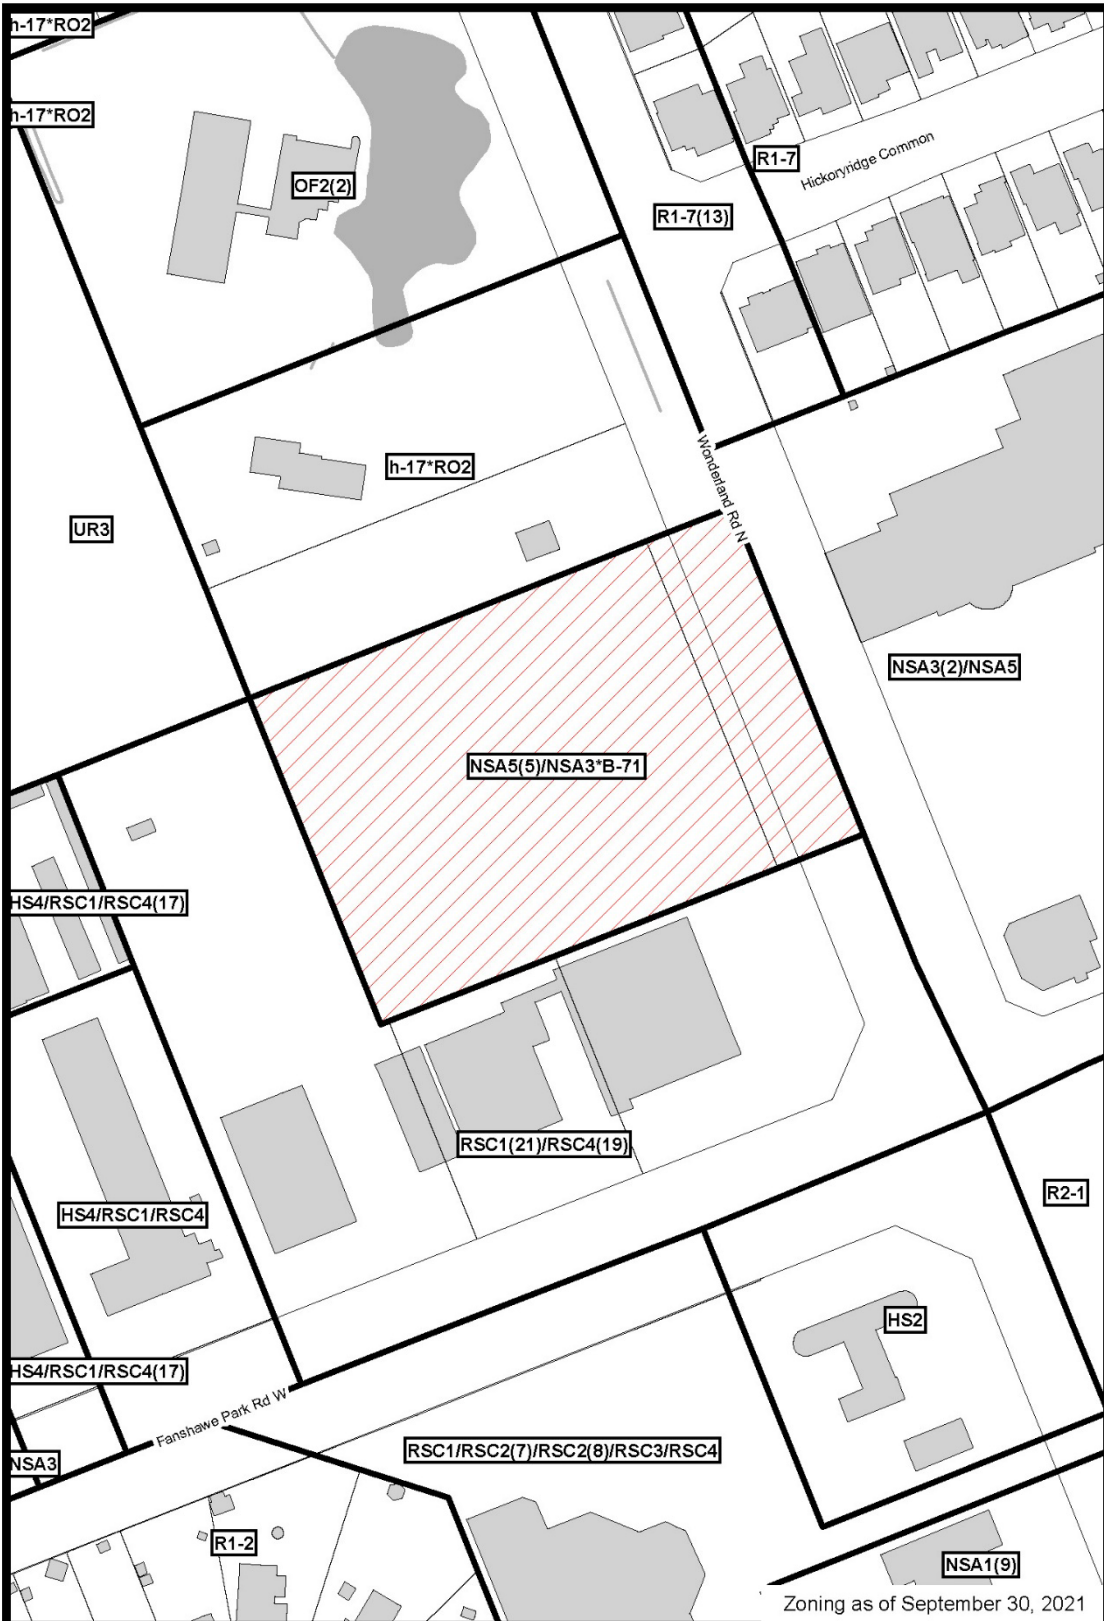 h-17*RO2
h-17*RO2
R1-7
Hickoryridge Common
OF2(2)
R1-7(13)
h-17*RO2
Wonderland Rd N
UR3
NSA3(2)/NSA5
NSA5(5)/NSA3*B-71
HS4/RSC1/RSC4(17)
RSC1(21)/RSC4(19)
R2-1
HS4/RSC1/RSC4
HS2
HS4/RSC1/RSC4(17)
Fanshawe Park Rd W
RSC1/RSC2(7)/RSC2(8)/RSC3/RSC4
NSA3
R1-2
NSA1(9)
Zoning as of September 30, 2021